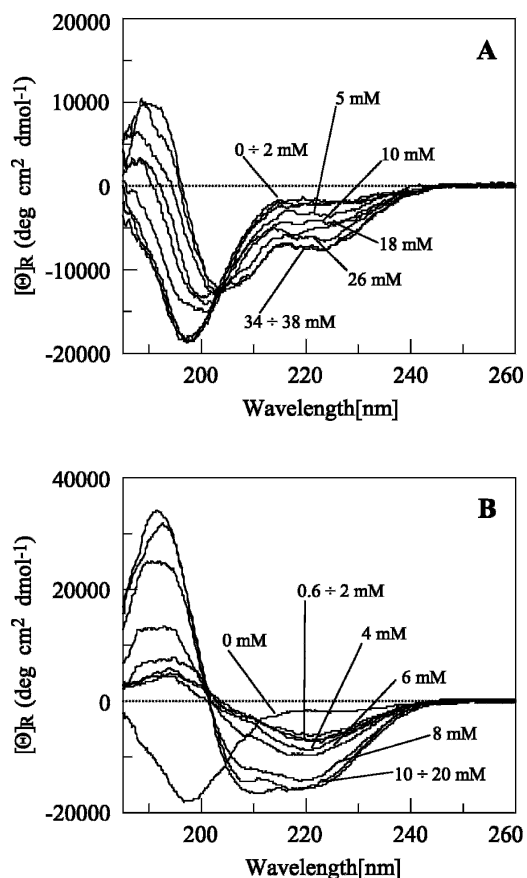 20000
A
5 mM
10000
0 ÷ 2 mM
10 mM
0
18 mM
-10000
26 mM
34 ÷ 38 mM
-20000
200
220
240
260
Wavelength[nm]
[Θ]R (deg cm2 dmol-1)
40000
B
0.6 ÷ 2 mM
20000
4 mM
0 mM
6 mM
0
8 mM
10 ÷ 20 mM
-20000
200
220
240
260
Wavelength[nm]
[Θ]R (deg cm2 dmol-1)